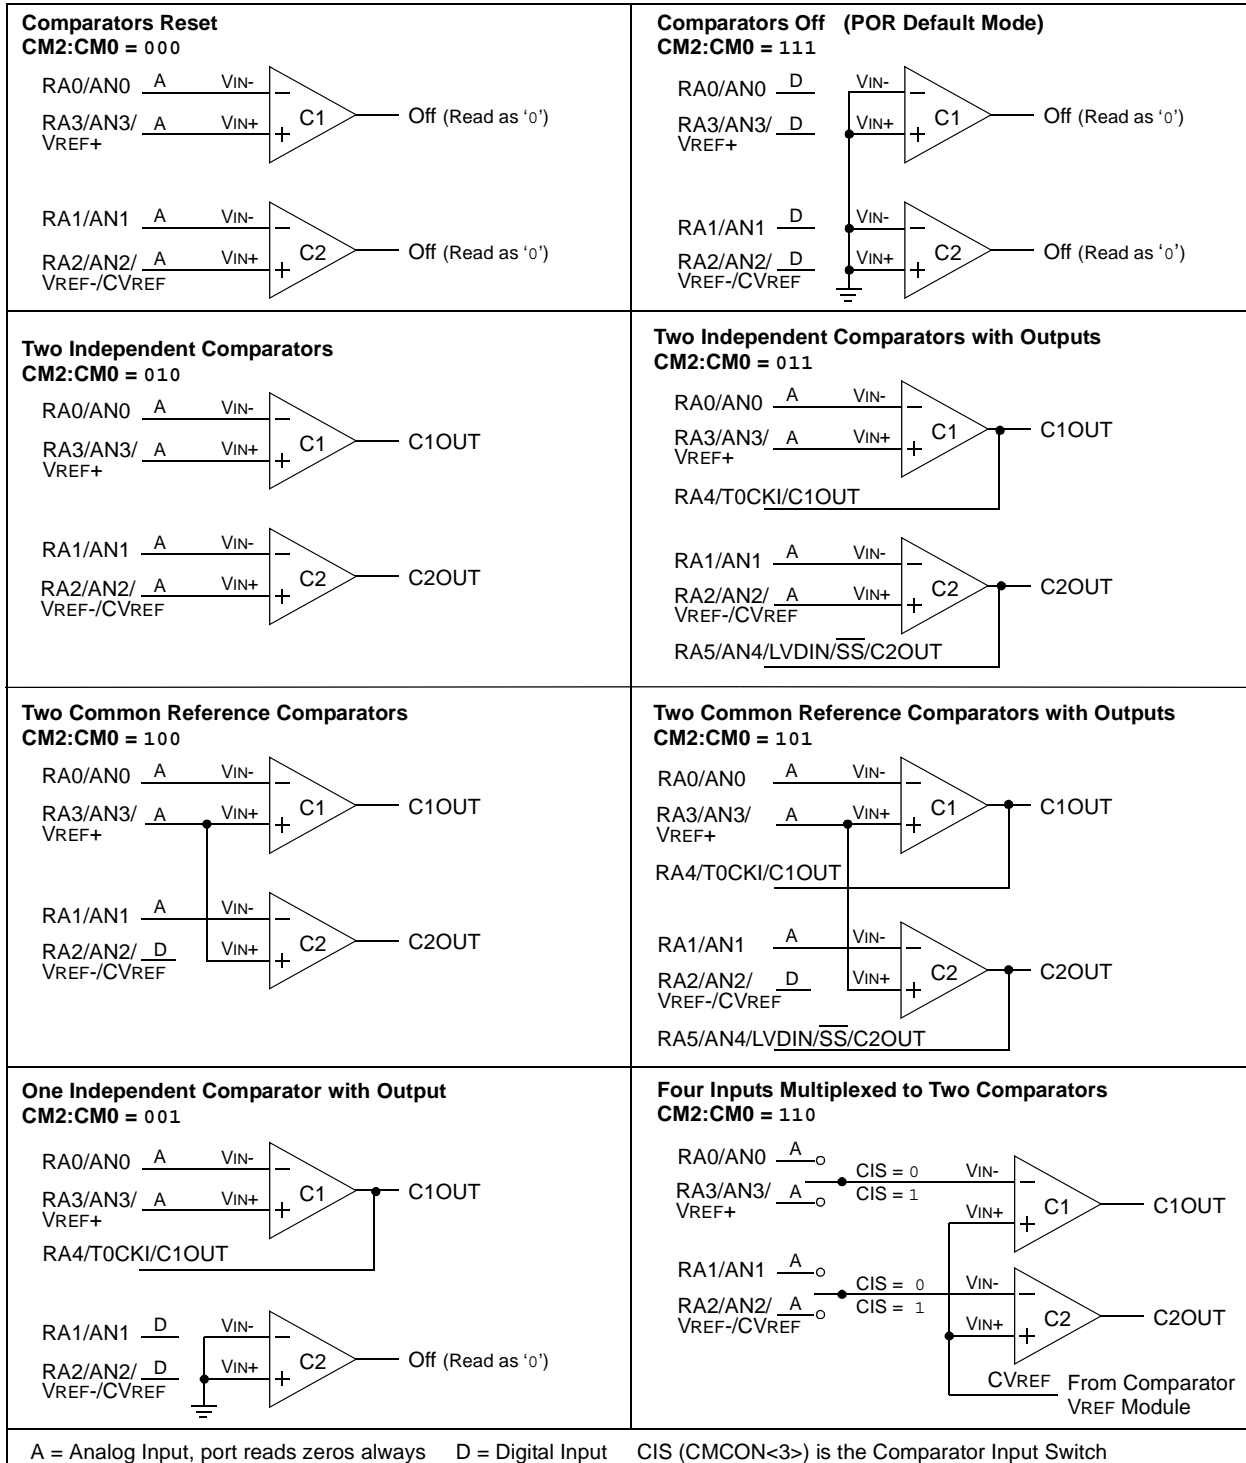 Comparators Reset
CM2:CM0 = 000
RA0/AN0 A VIN-
RA3/AN3/ A VIN+
VREF+
C1
Off (Read as ‘0’)
RA1/AN1 A VIN-
RA2/AN2/ A VIN+
VREF-/CVREF
C2
Off (Read as ‘0’)
Comparators Off (POR Default Mode)
CM2:CM0 = 111
RA0/AN0 D VIN-
RA3/AN3/ D VIN+
VREF+
C1
Off (Read as ‘0’)
RA1/AN1 D VIN-
RA2/AN2/ D VIN+
VREF-/CVREF
C2
Off (Read as ‘0’)
Two Independent Comparators
CM2:CM0 = 010
RA0/AN0 A VIN-
RA3/AN3/ A VIN+
VREF+
C1
C1OUT
RA1/AN1 A VIN-
RA2/AN2/ A VIN+
VREF-/CVREF
C2
C2OUT
Two Independent Comparators with Outputs
CM2:CM0 = 011
RA0/AN0 A VIN-
RA3/AN3/ A VIN+
VREF+
C1
C1OUT
RA4/T0CKI/C1OUT
RA1/AN1 A VIN-
RA2/AN2/ A VIN+
VREF-/CVREF
C2
C2OUT
RA5/AN4/LVDIN/S̅S̅/C2OUT
Two Common Reference Comparators
CM2:CM0 = 100
RA0/AN0 A VIN-
RA3/AN3/ A VIN+
VREF+
C1
C1OUT
RA1/AN1 A VIN-
RA2/AN2/ D VIN+
VREF-/CVREF
C2
C2OUT
Two Common Reference Comparators with Outputs
CM2:CM0 = 101
RA0/AN0 A VIN-
RA3/AN3/ A VIN+
VREF+
C1
C1OUT
RA4/T0CKI/C1OUT
RA1/AN1 A VIN-
RA2/AN2/ D VIN+
VREF-/CVREF
C2
C2OUT
RA5/AN4/LVDIN/S̅S̅/C2OUT
One Independent Comparator with Output
CM2:CM0 = 001
RA0/AN0 A VIN-
RA3/AN3/ A VIN+
VREF+
C1
C1OUT
RA4/T0CKI/C1OUT
RA1/AN1 D VIN-
RA2/AN2/ D VIN+
VREF-/CVREF
C2
Off (Read as ‘0’)
Four Inputs Multiplexed to Two Comparators
CM2:CM0 = 110
RA0/AN0 A
CIS = 0 VIN-
RA3/AN3/ A CIS = 1
VREF+
VIN+
C1
C1OUT
RA1/AN1 A
CIS = 0 VIN-
RA2/AN2/ A CIS = 1
VREF-/CVREF
VIN+
C2
C2OUT
CVREF From Comparator
VREF Module
A = Analog Input, port reads zeros always D = Digital Input CIS (CMCON<3>) is the Comparator Input Switch